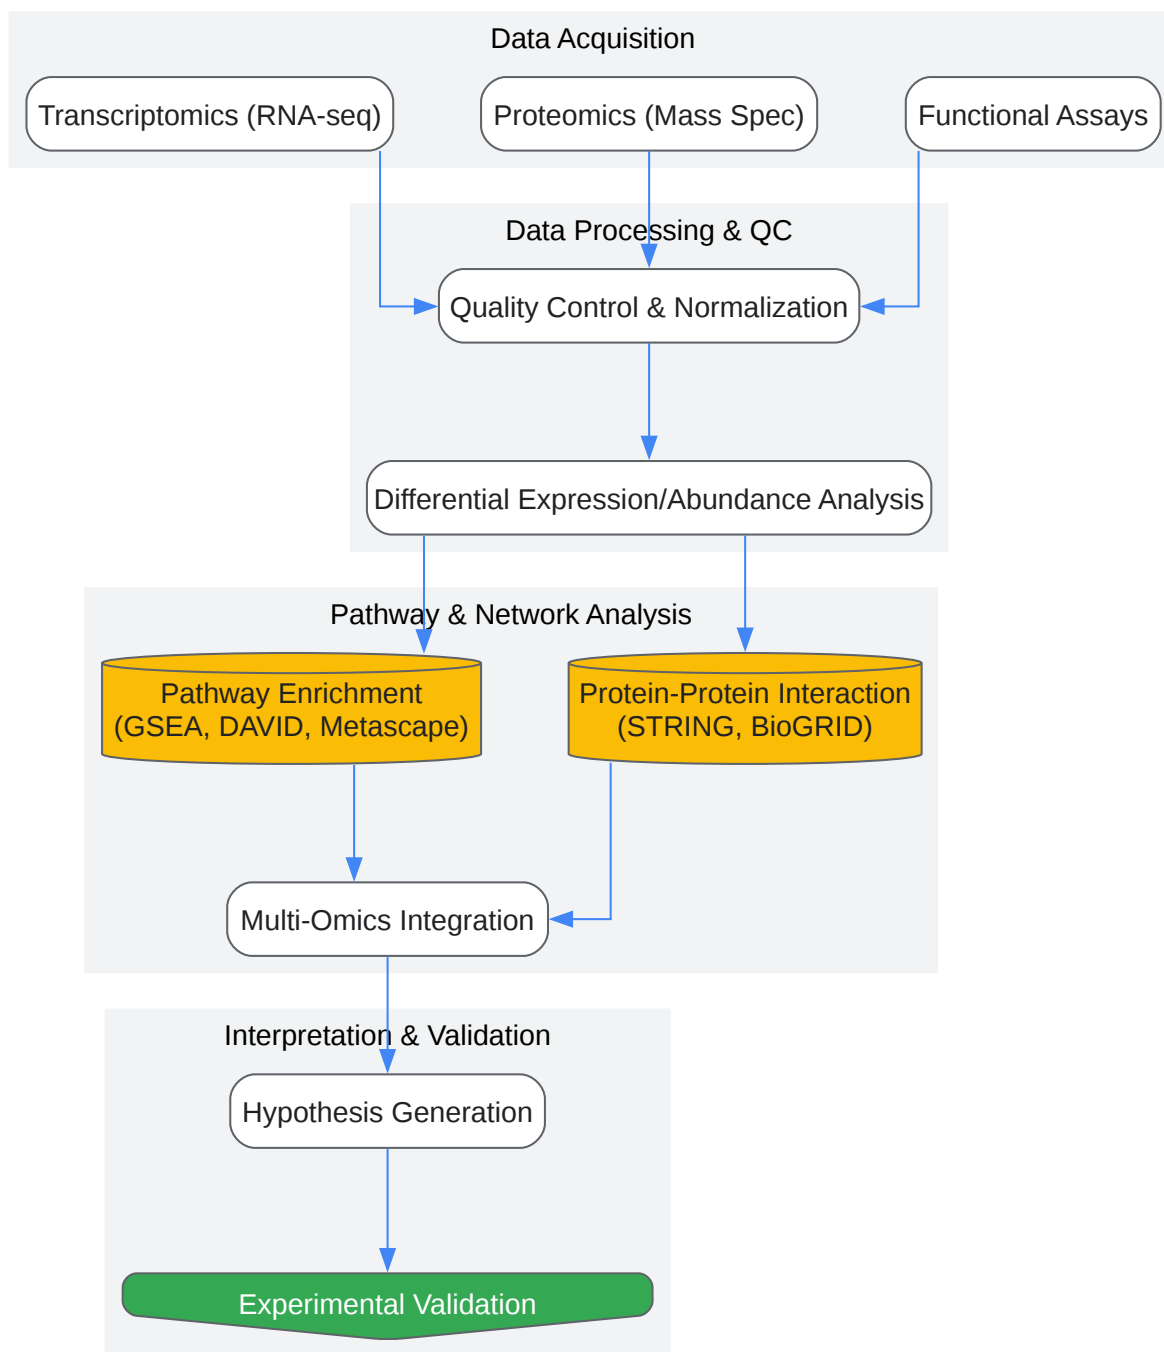 Data Acquisition
Transcriptomics (RNA-seq)
Proteomics (Mass Spec)
Functional Assays
Data Processing & QC
Quality Control & Normalization
Differential Expression/Abundance Analysis
Pathway & Network Analysis
Pathway Enrichment
(GSEA, DAVID, Metascape)
Protein-Protein Interaction
(STRING, BioGRID)
Multi-Omics Integration
Interpretation & Validation
Hypothesis Generation
Experimental Validation